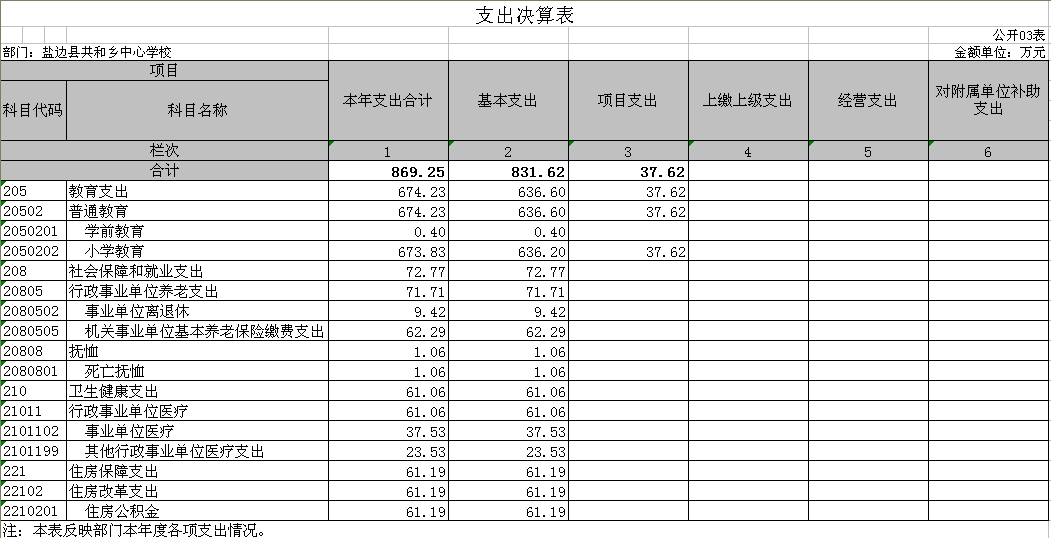 支出决算表
公开03表
部门：盐边县共和乡中心学校 金额单位：万元
项目 本年支出合计 基本支出 项目支出 上缴上级支出 经营支出 对附属单位补助支出
科目代码 科目名称
栏次 1 2 3 4 5 6
合计 869.25 831.62 37.62
205 教育支出 674.23 636.60 37.62
20502 普通教育 674.23 636.60 37.62
2050201 学前教育 0.40 0.40
2050202 小学教育 673.83 636.20 37.62
208 社会保障和就业支出 72.77 72.77
20805 行政事业单位养老支出 71.71 71.71
2080502 事业单位离退休 9.42 9.42
2080505 机关事业单位基本养老保险缴费支出 62.29 62.29
20808 抚恤 1.06 1.06
2080801 死亡抚恤 1.06 1.06
210 卫生健康支出 61.06 61.06
21011 行政事业单位医疗 61.06 61.06
2101102 事业单位医疗 37.53 37.53
2101199 其他行政事业单位医疗支出 23.53 23.53
221 住房保障支出 61.19 61.19
22102 住房改革支出 61.19 61.19
2210201 住房公积金 61.19 61.19
注：本表反映部门本年度各项支出情况。